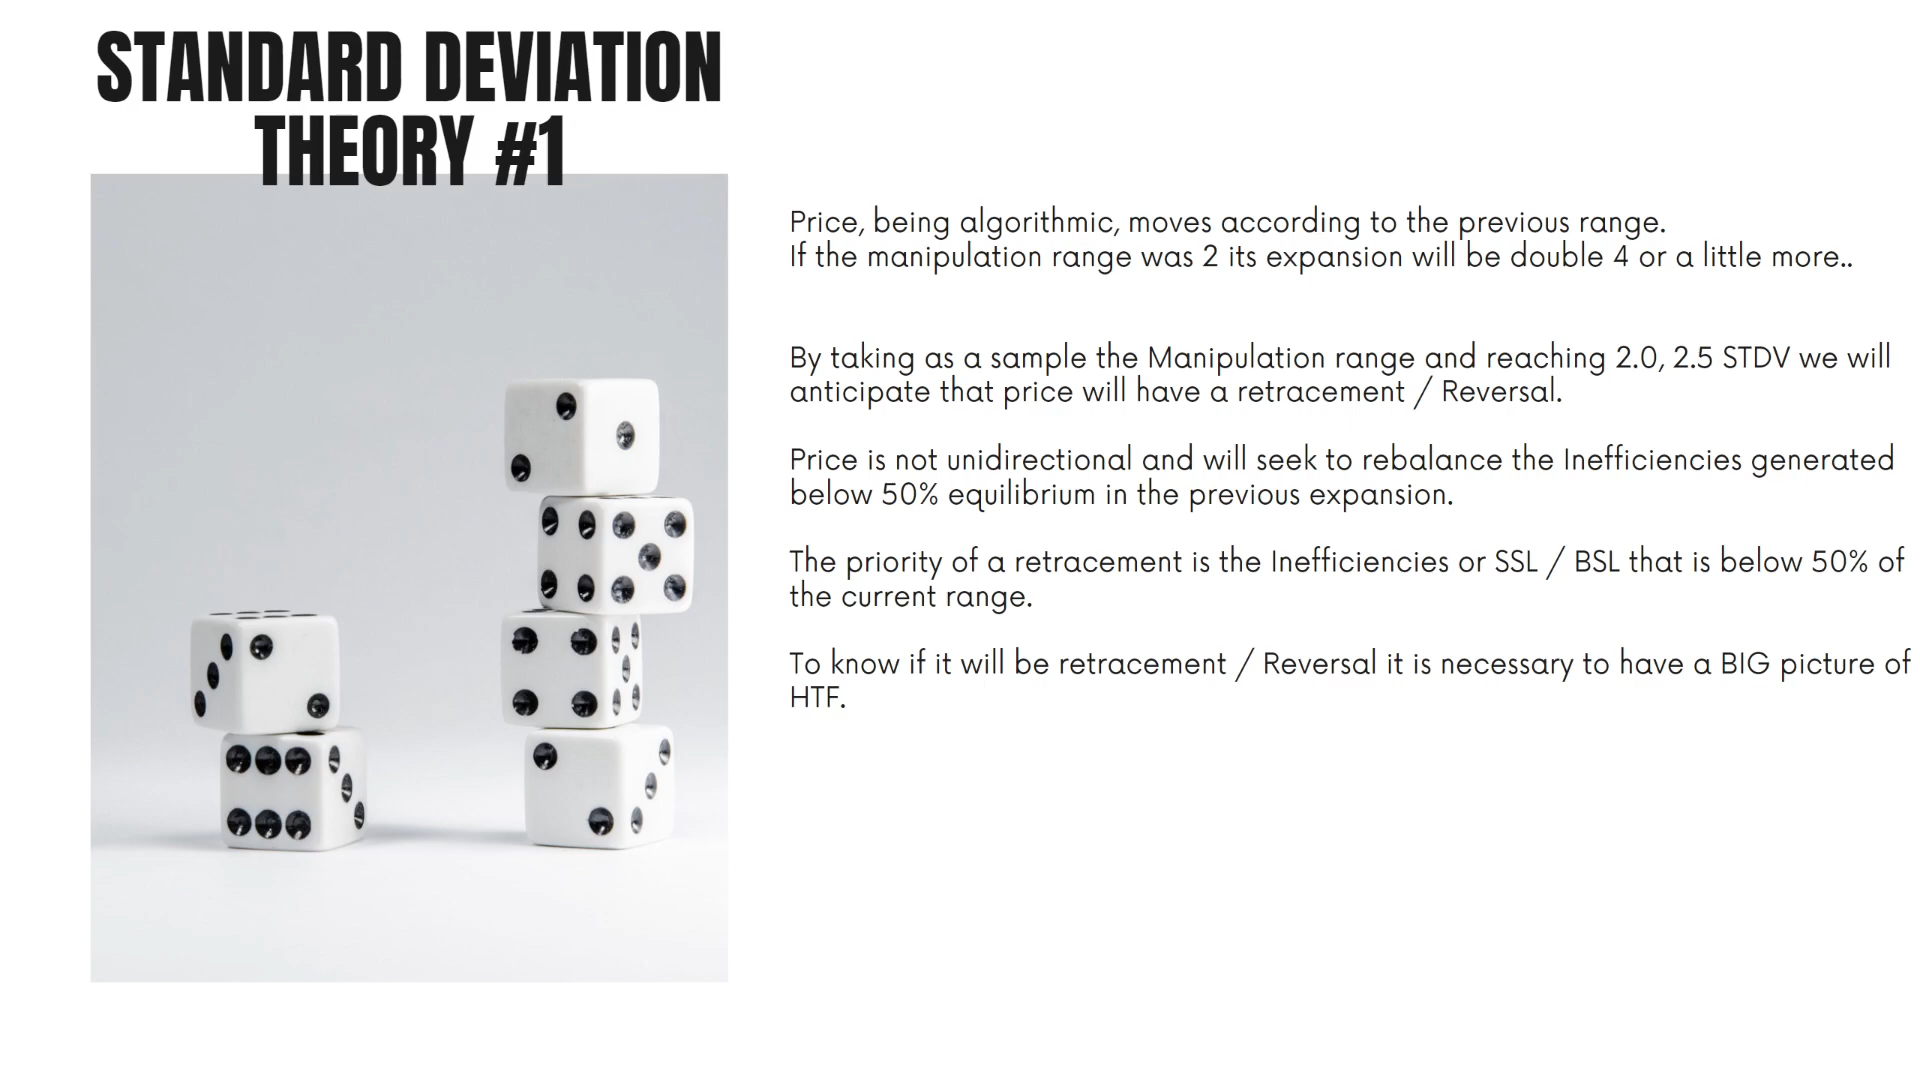 STANDARD DEVIATION
THEORY #1
Price, being algorithmic, moves according to the previous range.
If the manipulation range was 2 its expansion will be double 4 or a little more..
By taking as a sample the Manipulation range and reaching 2.0, 2.5 STDV we will
anticipate that price will have a retracement / Reversal.
Price is not unidirectional and will seek to rebalance the Inefficiencies generated
below 50% equilibrium in the previous expansion.
The priority of a retracement is the Inefficiencies or SSL / BSL that is below 50% of
the current range.
To know if it will be retracement / Reversal it is necessary to have a BIG picture of
HTF.